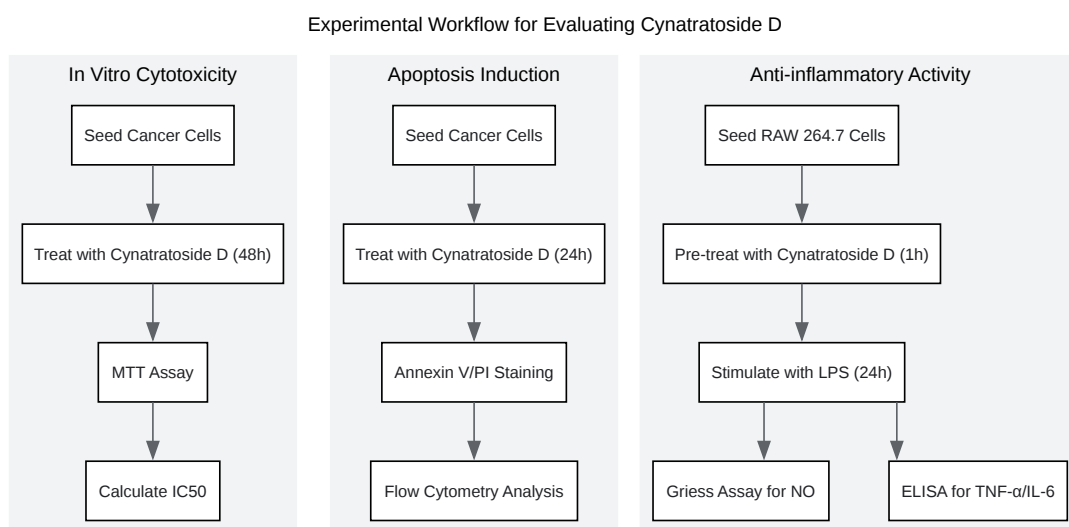 Experimental Workflow for Evaluating Cynatratoside D
In Vitro Cytotoxicity
Seed Cancer Cells
Treat with Cynatratoside D (48h)
MTT Assay
Calculate IC50
Apoptosis Induction
Seed Cancer Cells
Treat with Cynatratoside D (24h)
Annexin V/PI Staining
Flow Cytometry Analysis
Anti-inflammatory Activity
Seed RAW 264.7 Cells
Pre-treat with Cynatratoside D (1h)
Stimulate with LPS (24h)
Griess Assay for NO
ELISA for TNF-α/IL-6